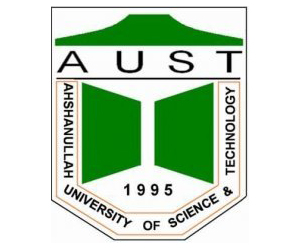 AUST
1995
AHSHANULLAH UNIVERSITY OF SCIENCE & TECHNOLOGY